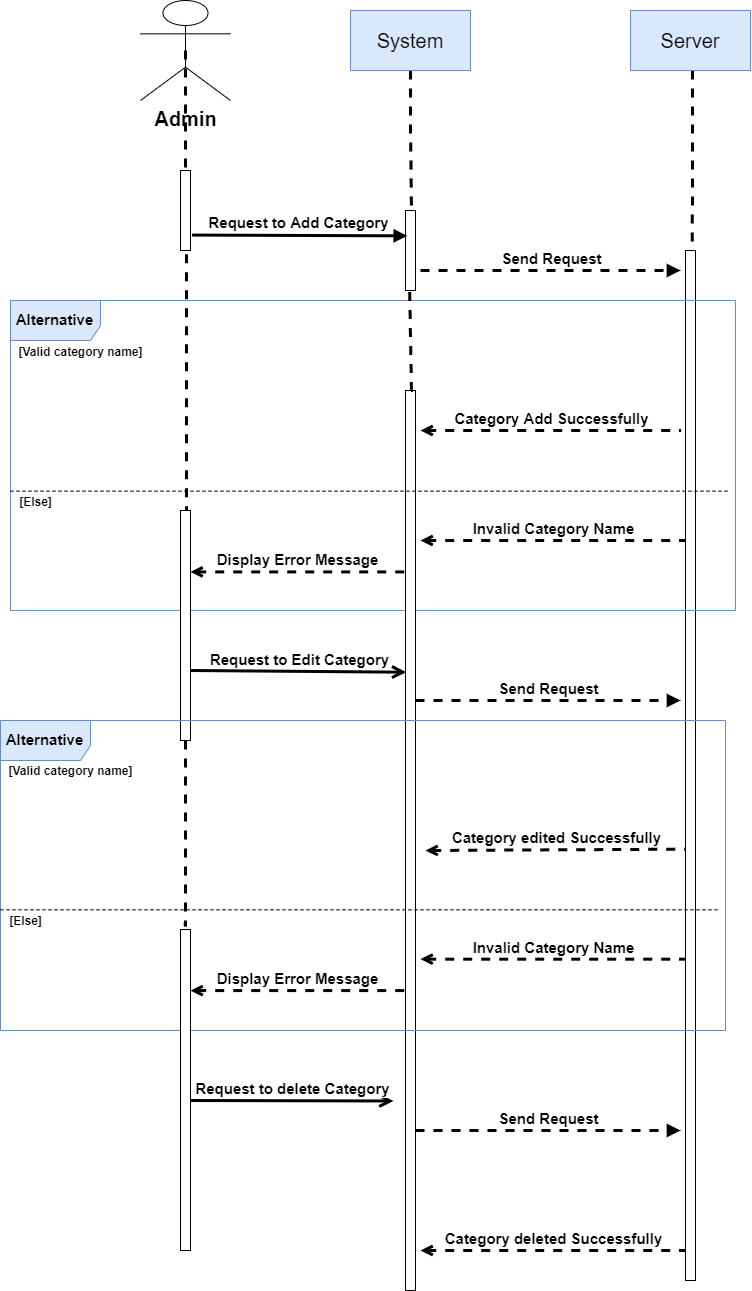 System
Server
Admin
Request to Add Category
Send Request
Alternative
[Valid category name]
Category Add Successfully
[Else]
Invalid Category Name
Display Error Message
Request to Edit Category
Send Request
Alternative
[Valid category name]
Category edited Successfully
[Else]
Invalid Category Name
Display Error Message
Request to delete Category
Send Request
Category deleted Successfully